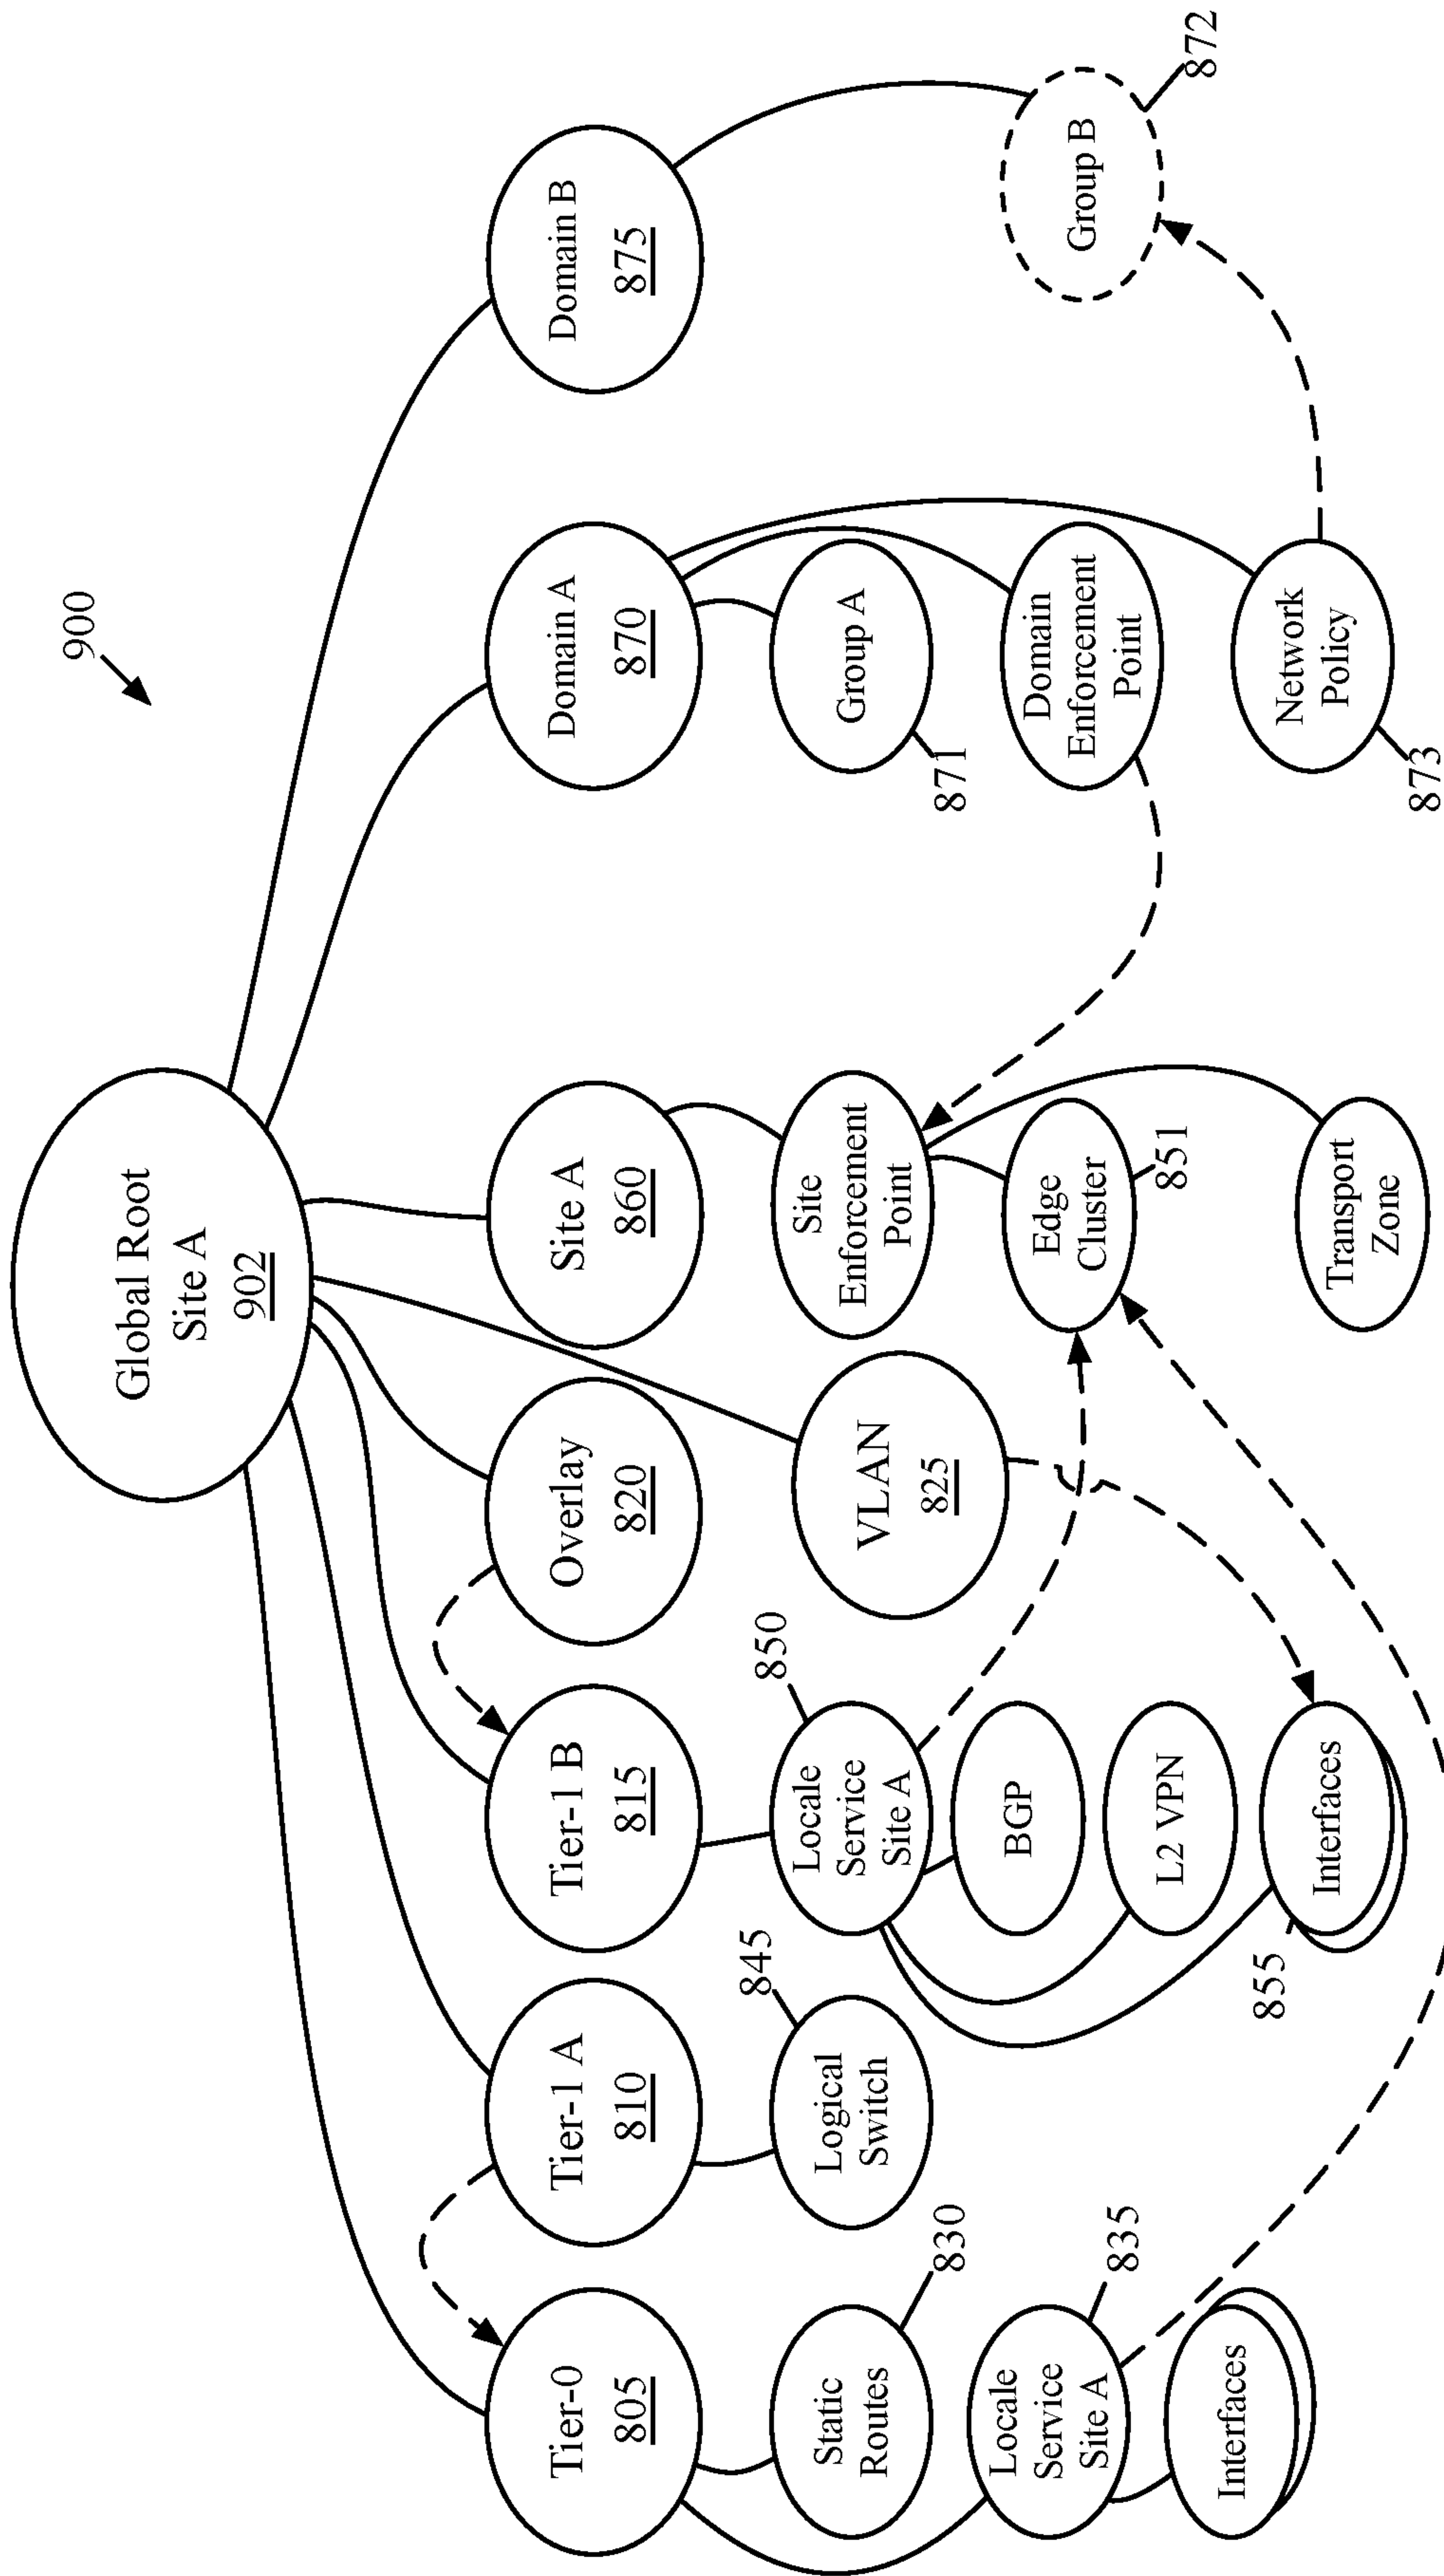 900
Global Root
Site A
902
Tier-0
805
Tier-1 A
810
Tier-1 B
815
Overlay
820
Site A
860
Domain A
870
Domain B
875
Static
Routes
830
Logical
Switch
845
Locale
Service
Site A
850
VLAN
825
Site
Enforcement
Point
Group A
871
Locale
Service
Site A
835
BGP
Edge
Cluster
851
Domain
Enforcement
Point
Group B
872
L2 VPN
Interfaces
Interfaces
855
Transport
Zone
Network
Policy
873